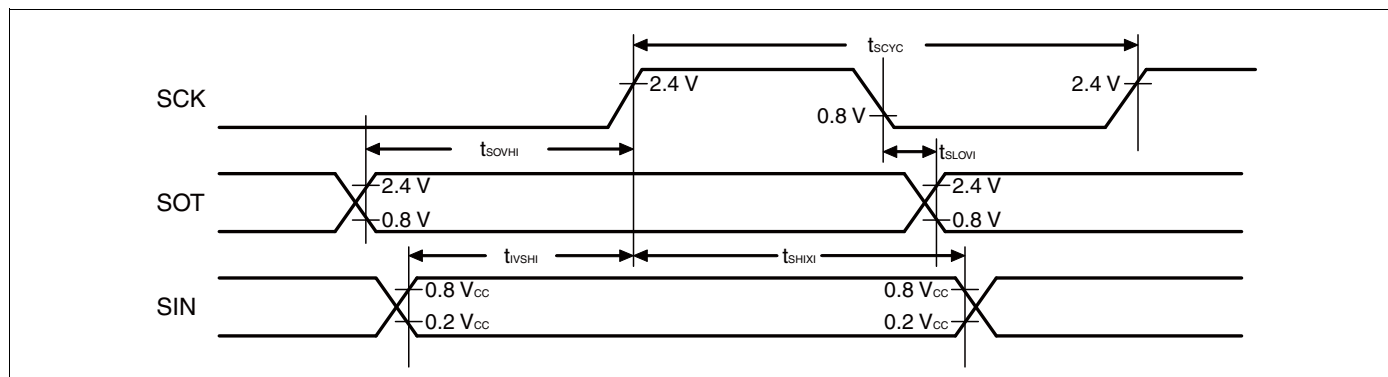 tSCYC
SCK
2.4 V
0.8 V
2.4 V
tSOVHI
tSLOVI
SOT
2.4 V
0.8 V
2.4 V
0.8 V
tIVSHI
tSHIXI
SIN
0.8 VCC
0.2 VCC
0.8 VCC
0.2 VCC